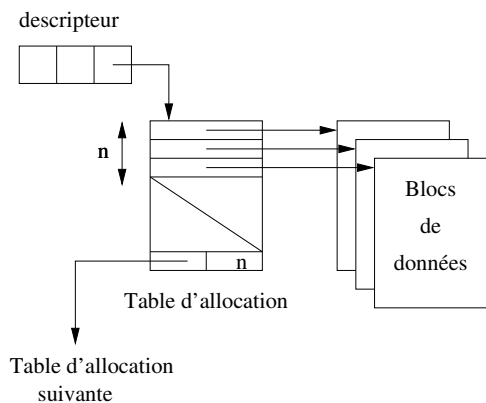 descripteur
n
n
Blocs
de
données
Table d'allocation
Table d'allocation
suivante